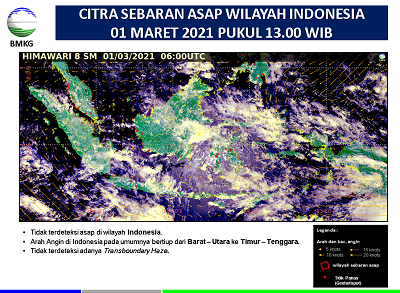 CITRA SEBARAN ASAP WILAYAH INDONESIA
01 MARET 2021 PUKUL 13.00 WIB
BMKG
HIMAWARI 8 SM 01/03/2021 06:00UTC
• Tidak terdeteksi asap di wilayah Indonesia.
• Arah Angin di Indonesia pada umumnya bertiup dari Barat – Utara ke Timur – Tenggara.
• Tidak terdeteksi adanya Transboundary Haze.
Legenda :
Arah dan kec. angin
5 knots 15 knots
10 knots 20 knots
wilayah sebaran asap
Titik Panas
(Geohotspot)